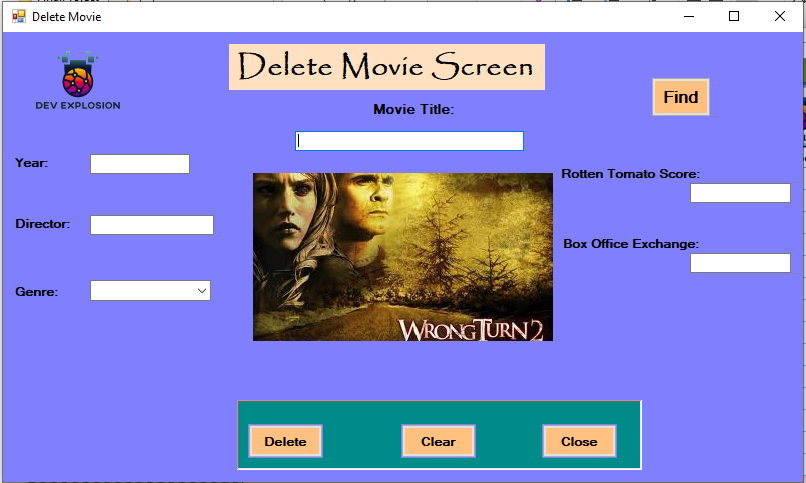 Delete Movie
Delete Movie Screen
DEV EXPLOSION
Find
Movie Title:
Year:
Rotten Tomato Score:
Director:
Box Office Exchange:
Genre:
WRONG TURN 2
Delete
Clear
Close